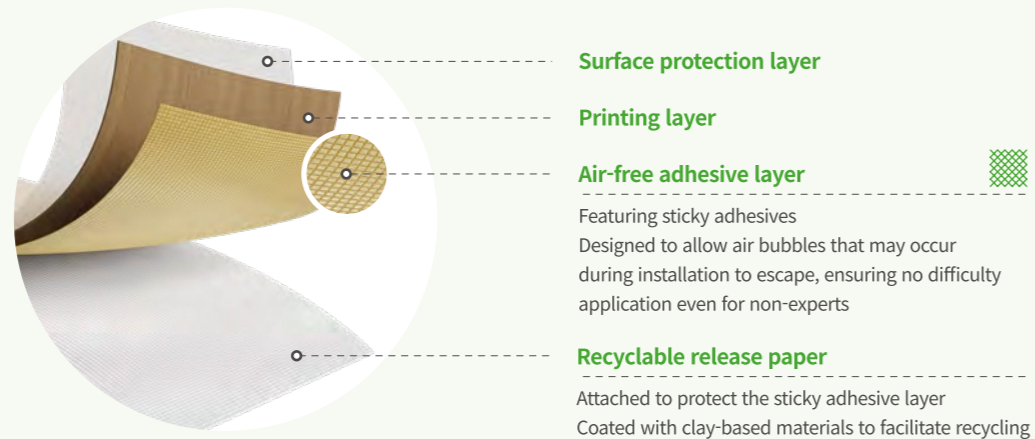 Surface protection layer
Printing layer
Air-free adhesive layer
Featuring sticky adhesives
Designed to allow air bubbles that may occur
during installation to escape, ensuring no difficulty
application even for non-experts
Recyclable release paper
Attached to protect the sticky adhesive layer
Coated with clay-based materials to facilitate recycling